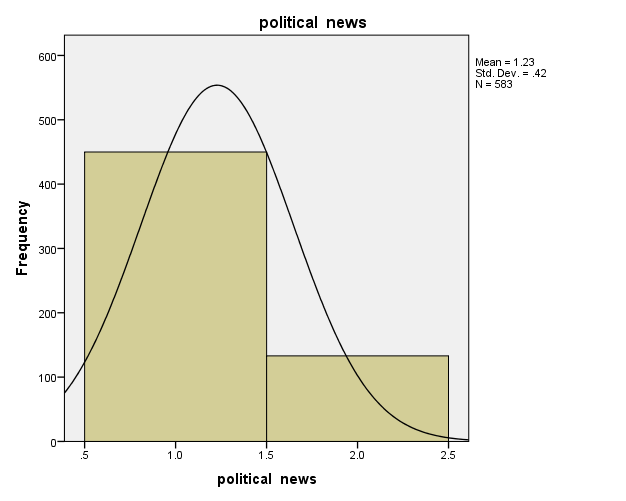 political news
Mean = 1.23
Std. Dev. = .42
N = 583
600
500
400
300
200
100
0
Frequency
.5 1.0 1.5 2.0 2.5
political news